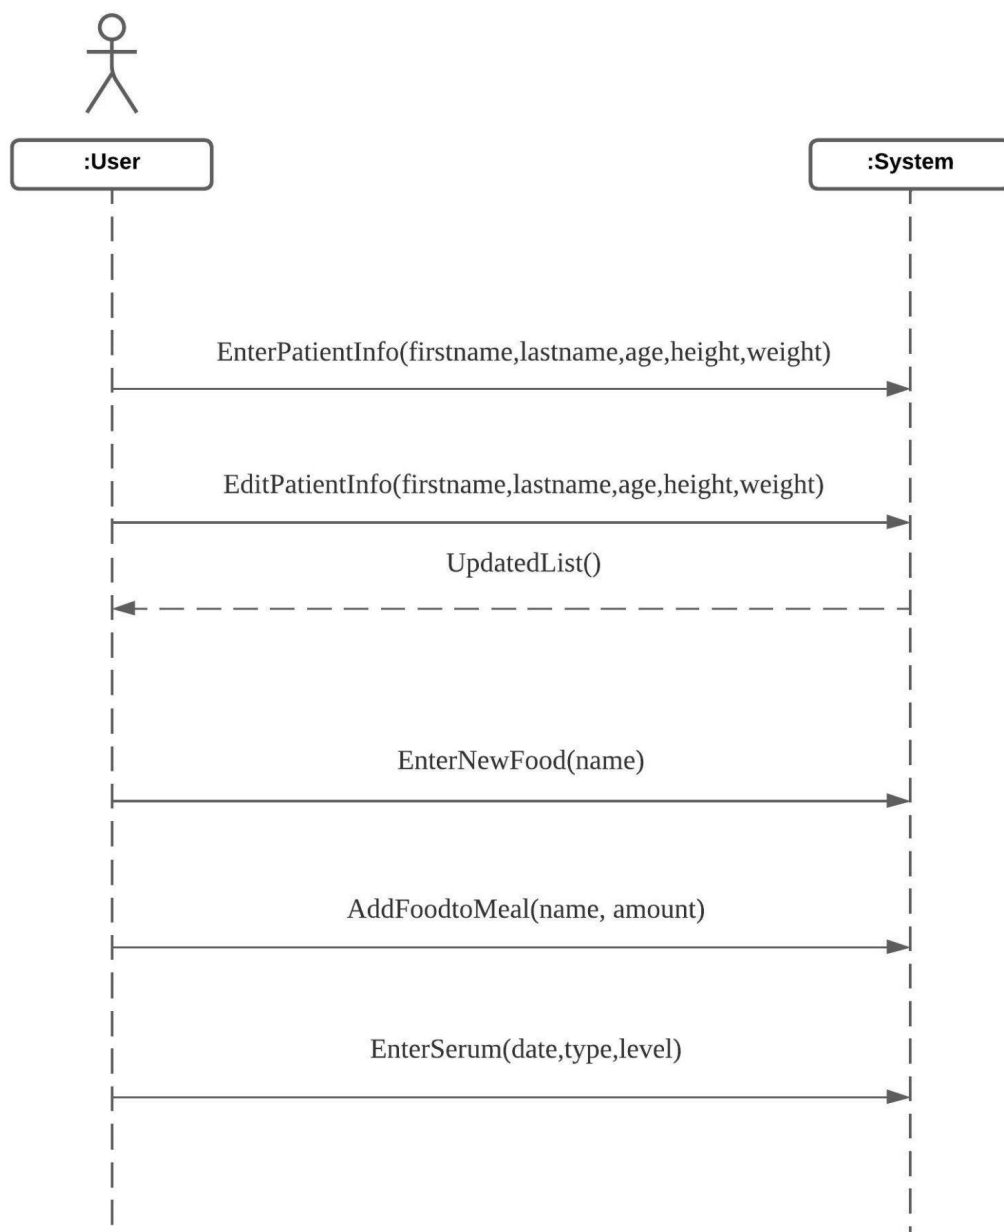 :User
:System
EnterPatientInfo(firstname,lastname,age,height,weight)
EditPatientInfo(firstname,lastname,age,height,weight)
UpdatedList()
EnterNewFood(name)
AddFoodtoMeal(name, amount)
EnterSerum(date,type,level)